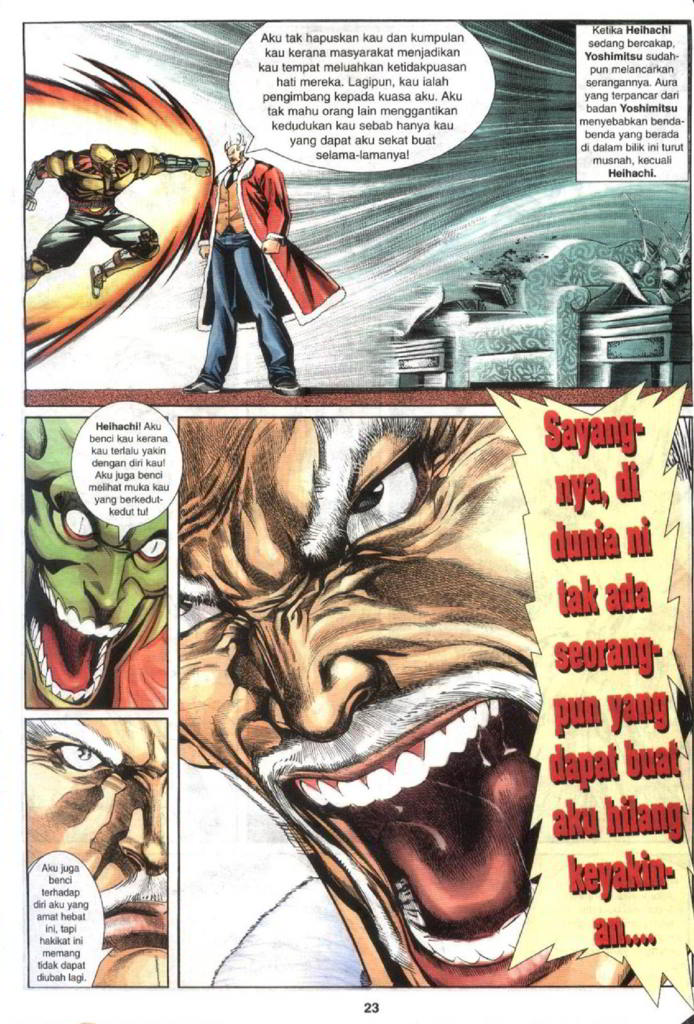 Aku tak hapuskan kau dan kumpulan
kau kerana masyarakat menjadikan
kau tempat meluahkan ketidakpuasan
hati mereka. Lagipun, kau ialah
pengimbang kepada kuasa aku. Aku
tak mahu orang lain menggantikan
kedudukan kau sebab hanya kau
yang dapat aku sekat buat
selama-lamanya!
Ketika Heihachi
sedang bercakap,
Yoshimitsu sudah-
pun melancarkan
serangannya. Aura
yang terpancar dari
badan Yoshimitsu
menyebabkan benda-
benda yang berada
di dalam bilik ini turut
musnah, kecuali
Heihachi.
Heihachi! Aku
benci kau kerana
kau terlalu yakin
dengan diri kau!
Aku juga benci
melihat muka kau
yang berkedut-
kedut tu!
Aku juga
benci
terhadap
diri aku yang
amat hebat
ini, tapi
hakikat ini
memang
tidak dapat
diubah lagi.
Sayang-
nya, di
dunia ni
tak ada
seorang-
pun yang
dapat buat
aku hilang
keyakin-
an....
23